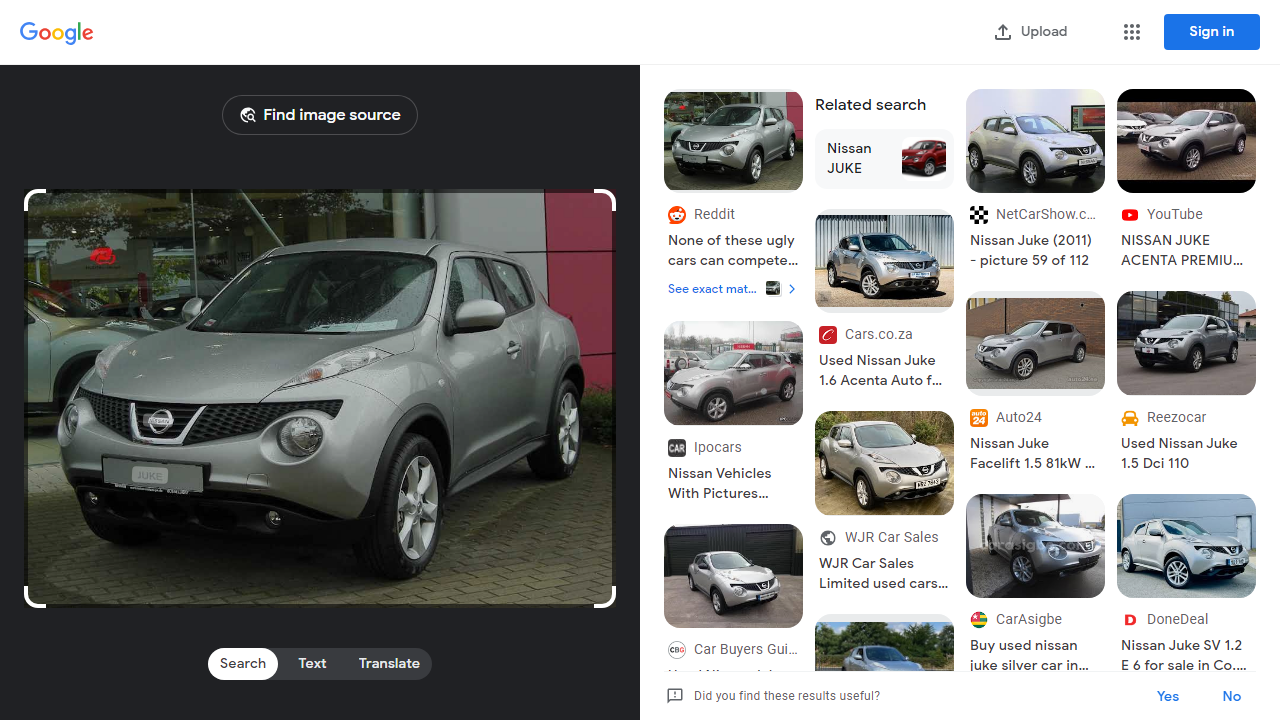 Google
Upload
Sign in
Find image source
JUKE
Search
Text
Translate
Reddit
None of these ugly
cars can compete...
See exact mat...
Ipocars
Nissan Vehicles
With Pictures...
CBG
Car Buyers Gui...
Related search
Nissan
JUKE
Cars.co.za
Used Nissan Juke
1.6 Acenta Auto f...
WJR Car Sales
WJR Car Sales
Limited used cars...
NetCarShow.c...
Nissan Juke (2011)
- picture 59 of 112
auto
24
Auto24
Nissan Juke
Facelift 1.5 81kW ...
CarAsigbe
Buy used nissan
juke silver car in...
YouTube
NISSAN JUKE
ACENTA PREMIU...
Reezocar
Used Nissan Juke
1.5 Dci 110
DoneDeal
Nissan Juke SV 1.2
E 6 for sale in Co....
Did you find these results useful?
Yes
No